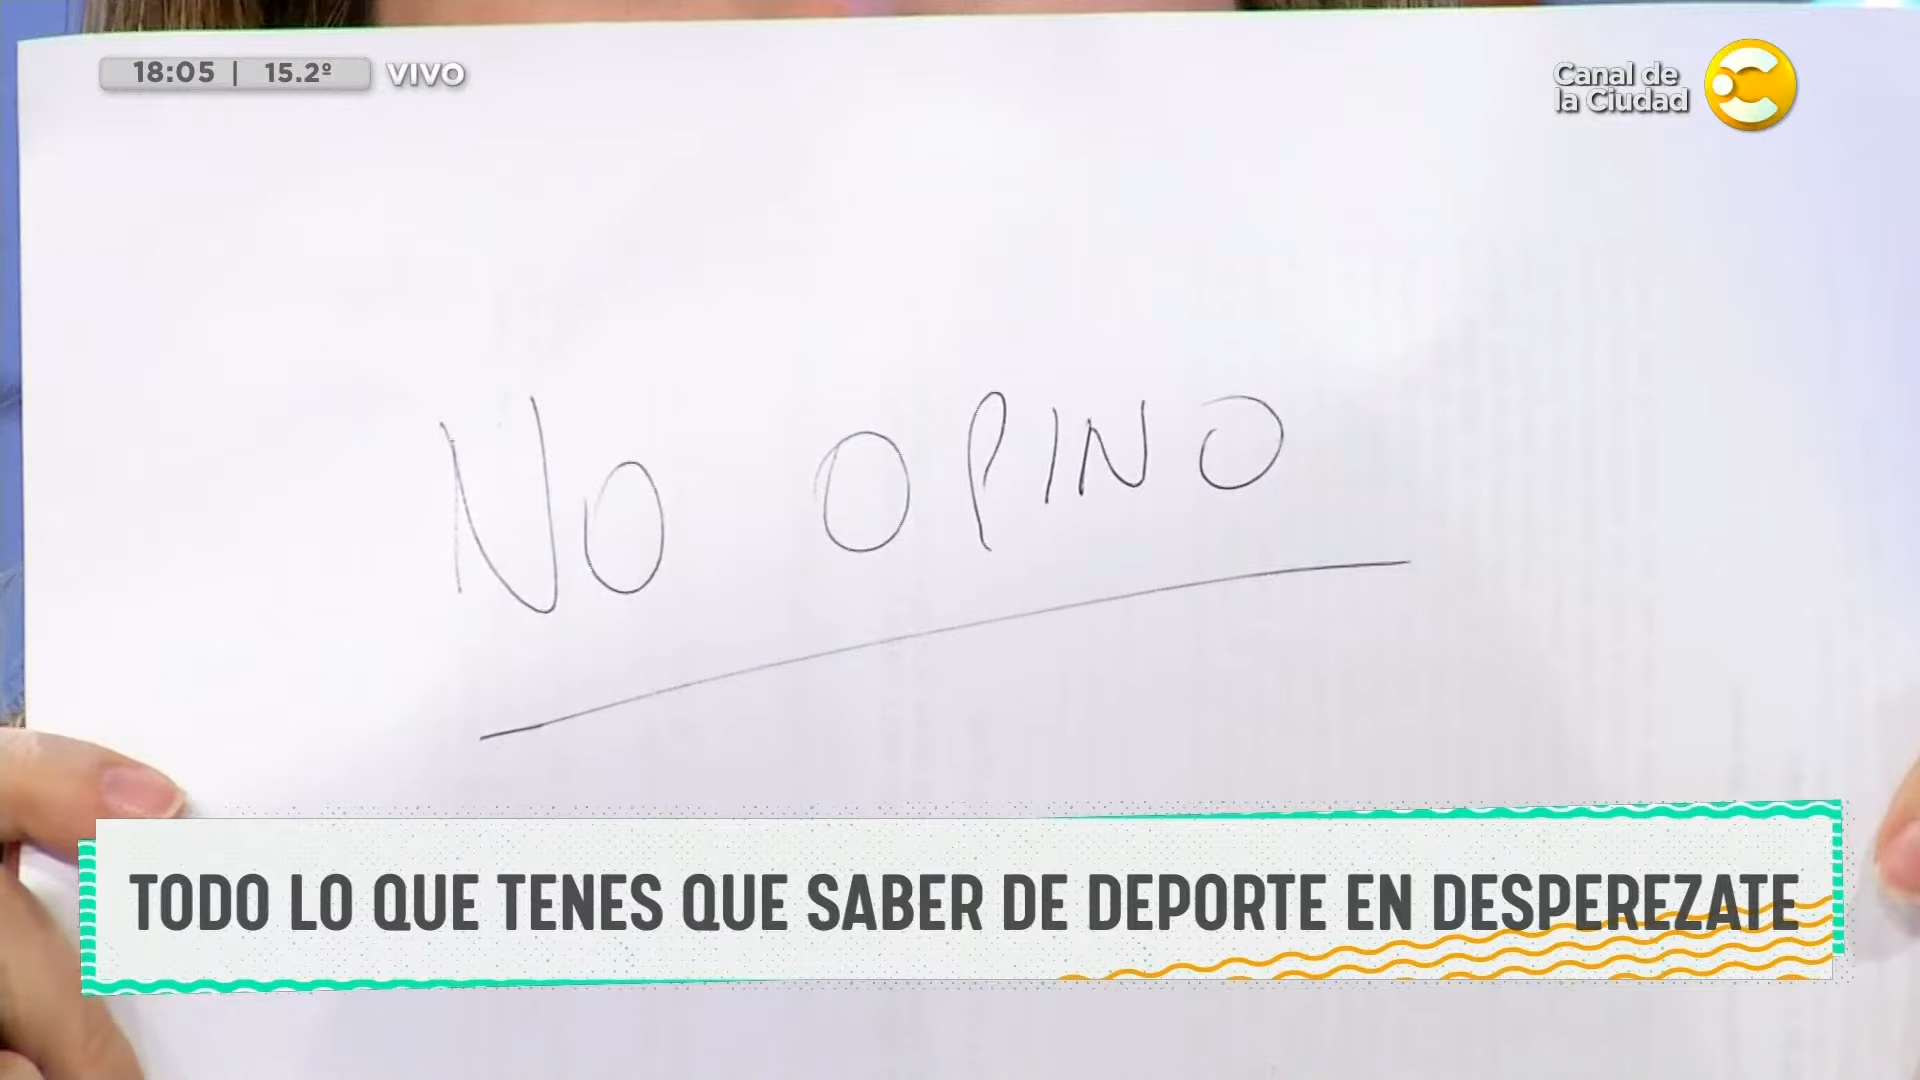 18:05 | 15.2º VIVO
Canal de
la Ciudad
NO OPINO
TODO LO QUE TENES QUE SABER DE DEPORTE EN DESPEREZATE